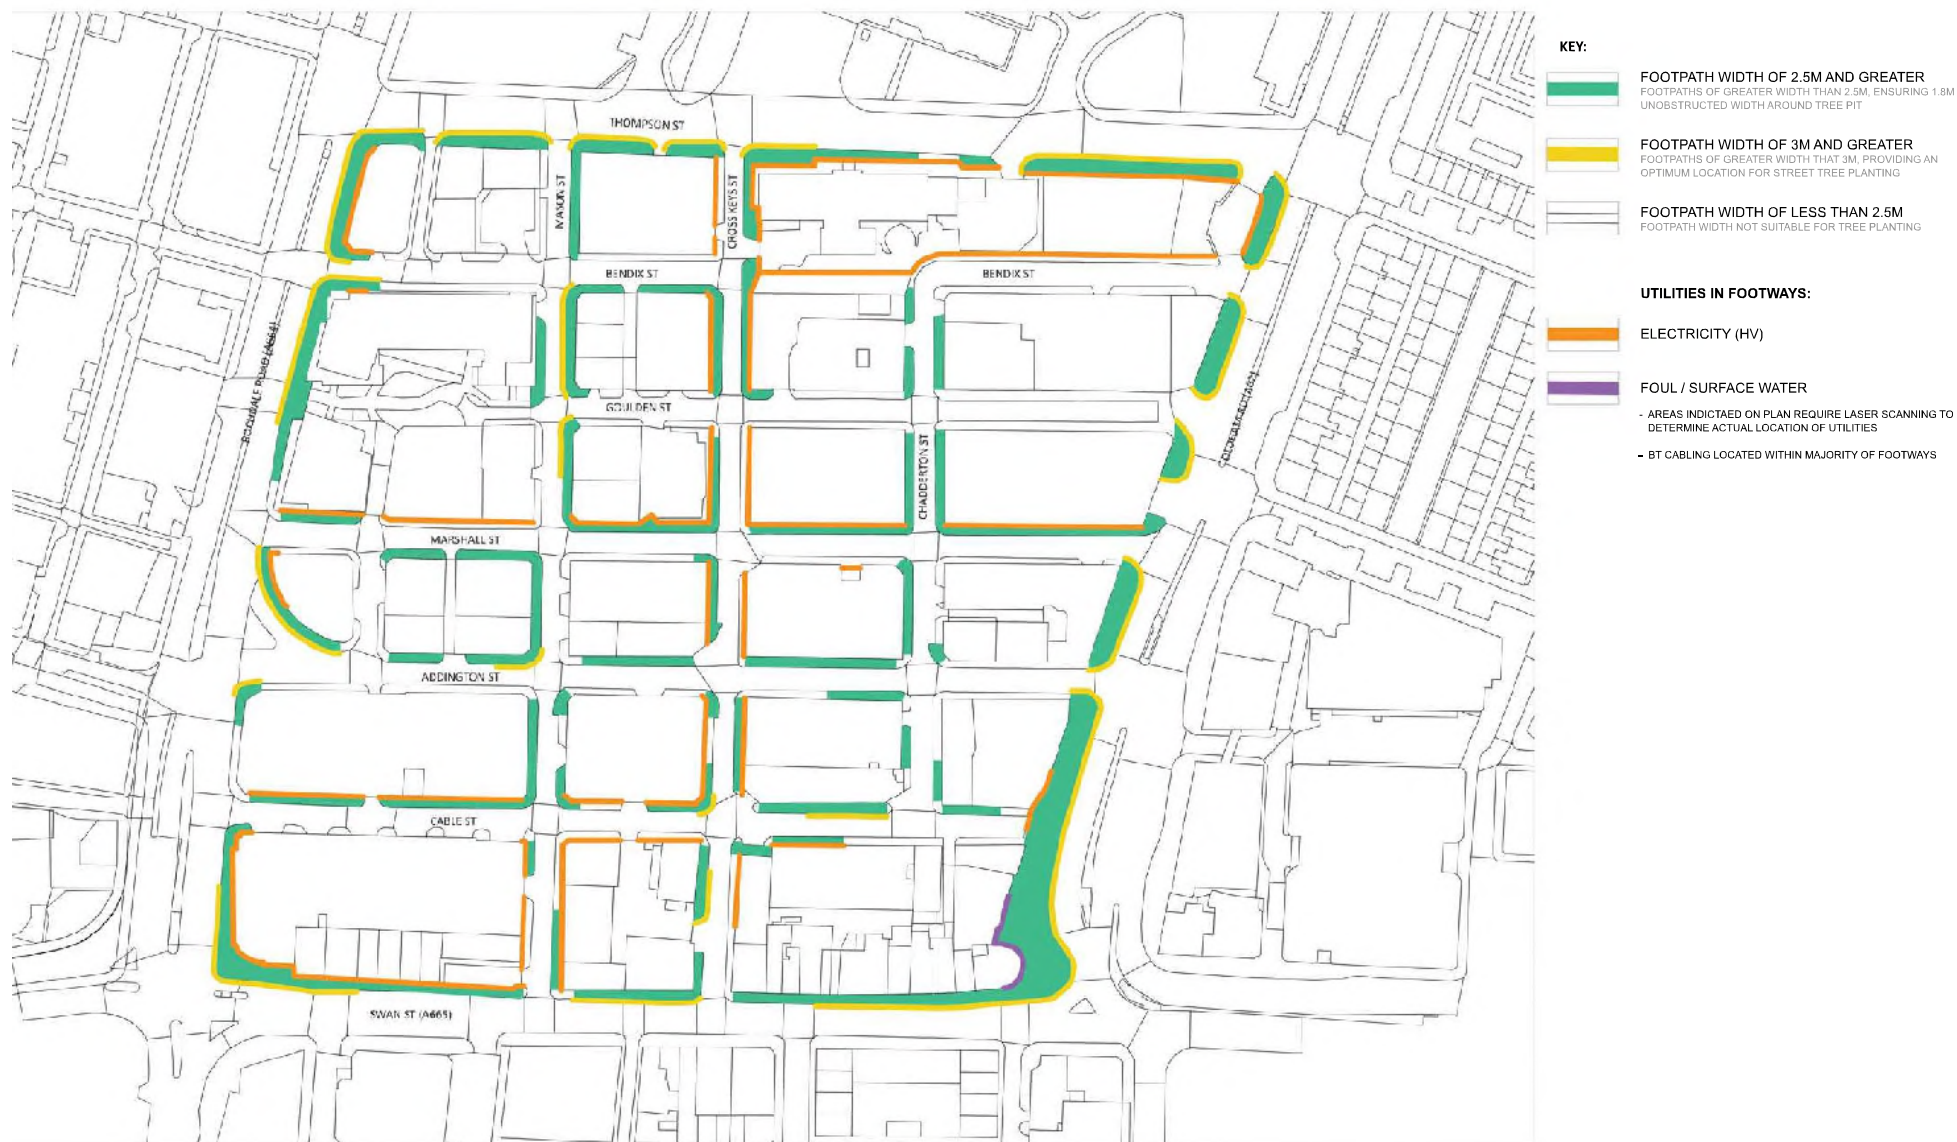 KEY:
FOOTPATH WIDTH OF 2.5M AND GREATER
FOOTPATHS OF GREATER WIDTH THAN 2.5M, ENSURING 1.8M
UNOBSTRUCTED WIDTH AROUND TREE PIT
FOOTPATH WIDTH OF 3M AND GREATER
FOOTPATHS OF GREATER WIDTH THAT 3M, PROVIDING AN
OPTIMUM LOCATION FOR STREET TREE PLANTING
FOOTPATH WIDTH OF LESS THAN 2.5M
FOOTPATH WIDTH NOT SUITABLE FOR TREE PLANTING
UTILITIES IN FOOTWAYS:
ELECTRICITY (HV)
FOUL / SURFACE WATER
- AREAS INDICTAED ON PLAN REQUIRE LASER SCANNING TO
DETERMINE ACTUAL LOCATION OF UTILITIES
- BT CABLING LOCATED WITHIN MAJORITY OF FOOTWAYS
THOMPSON ST
MASON ST
CROSS KEYS ST
BENDIX ST
BENDIX ST
ROCHDALE ROAD (A664)
GOULDEN ST
CHADDERTON ST
MARSHALL ST
ADDINGTON ST
CABLE ST
SWAN ST (A665)